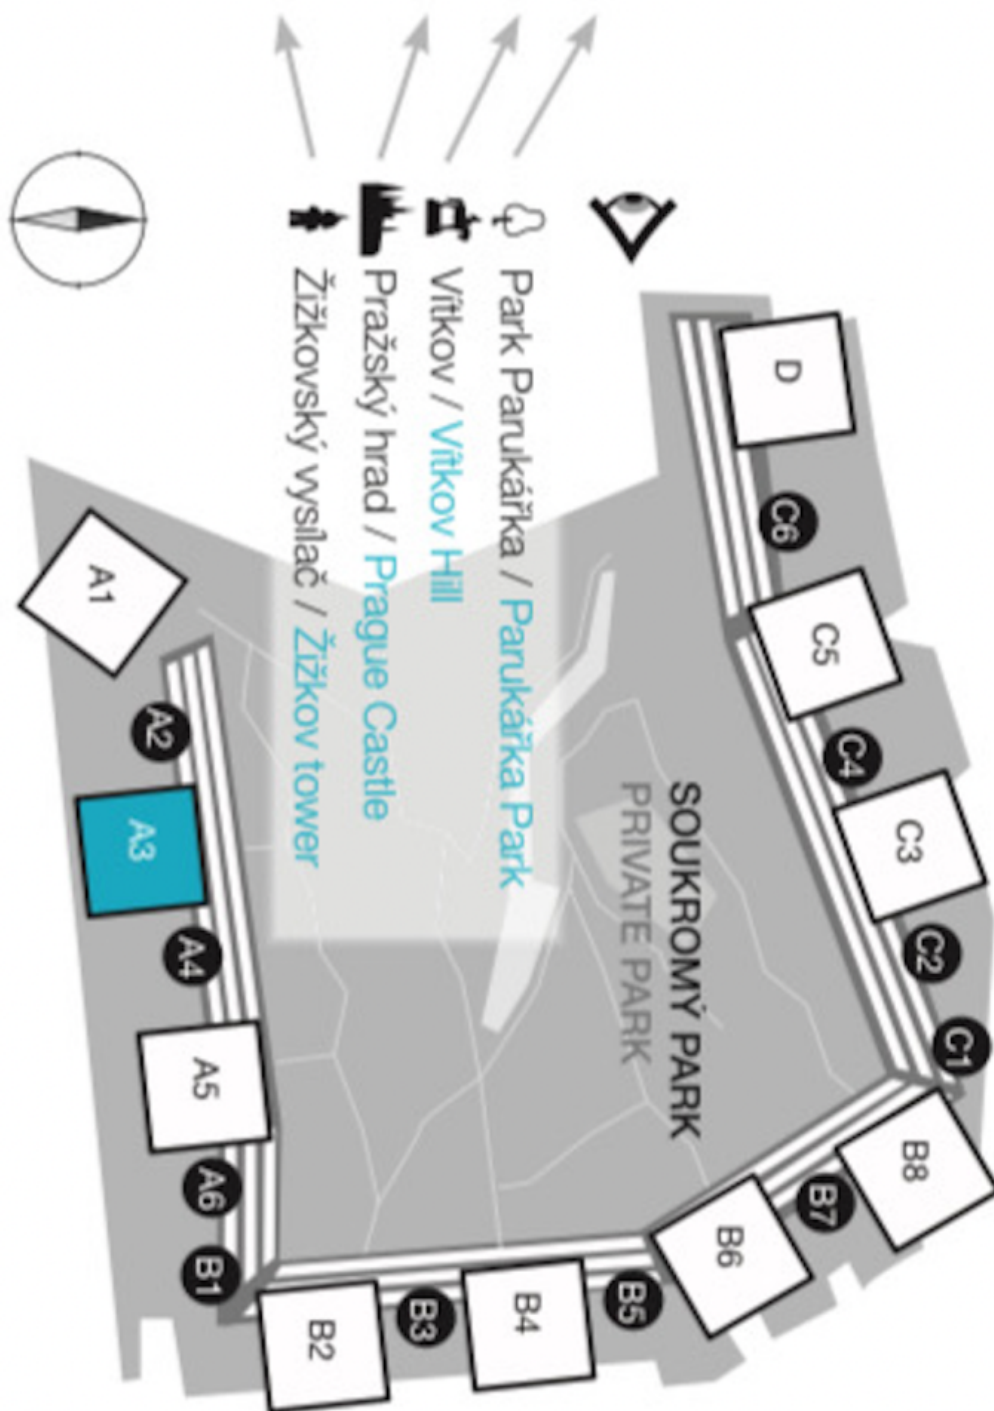 Park Parukářka / Parukářka Park
Vítkov / Vítkov Hill
Pražský hrad / Prague Castle
Žižkovský vysílač / Žižkov tower
SOUKROMÝ PARK
PRIVATE PARK
D
C6
C5
C4
C3
C2
C1
B8
B7
B6
B5
B4
B3
B2
B1
A6
A5
A4
A3
A2
A1